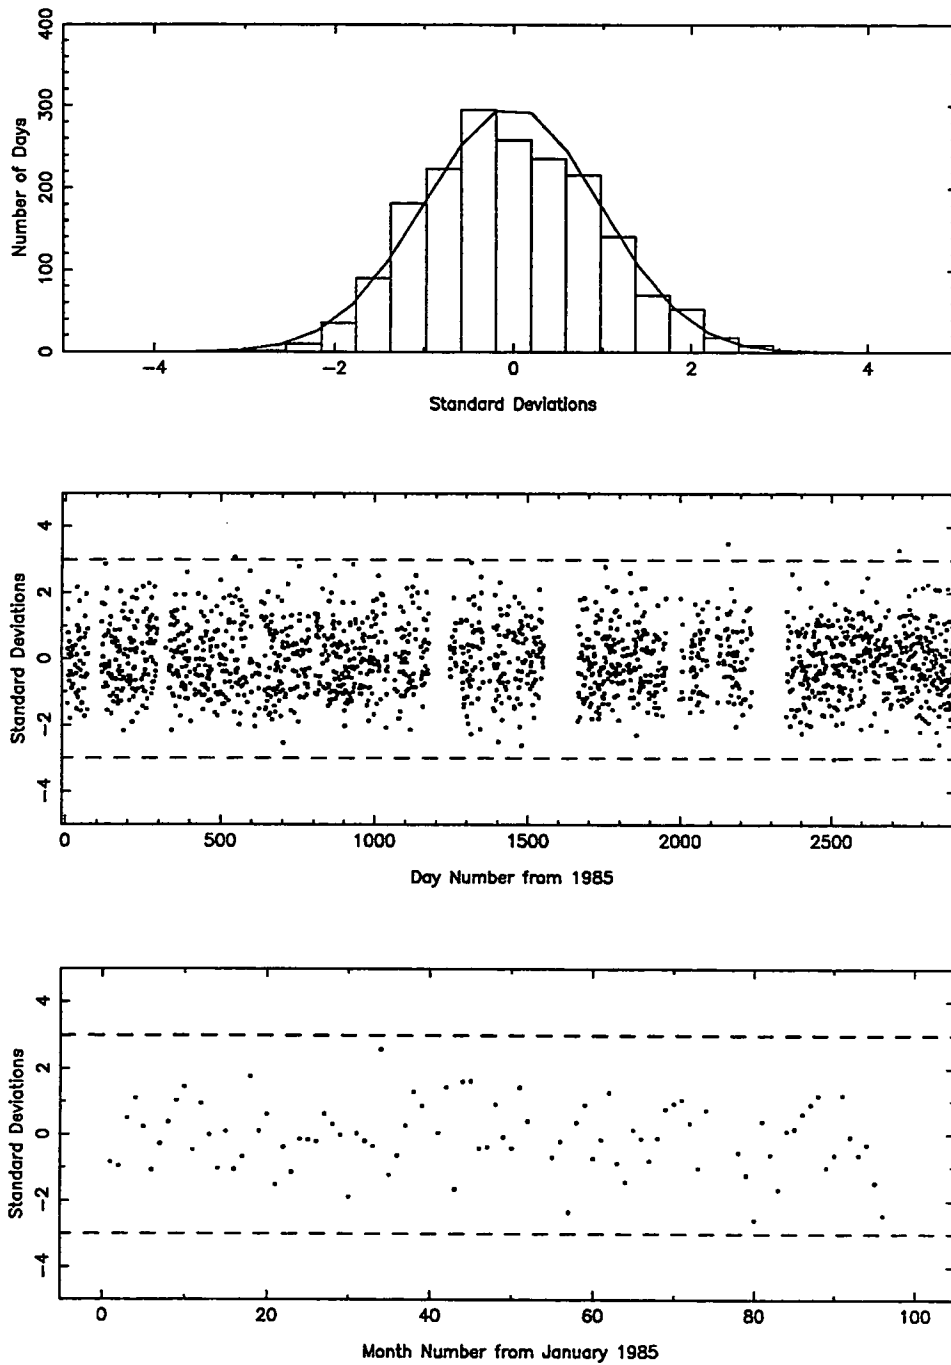 400
300
200
100
0
Number of Days
-4 -2 0 2 4
Standard Deviations
4
2
0
-2
-4
Standard Deviations
0 500 1000 1500 2000 2500
Day Number from 1985
4
2
0
-2
-4
Standard Deviations
0 20 40 60 80 100
Month Number from January 1985